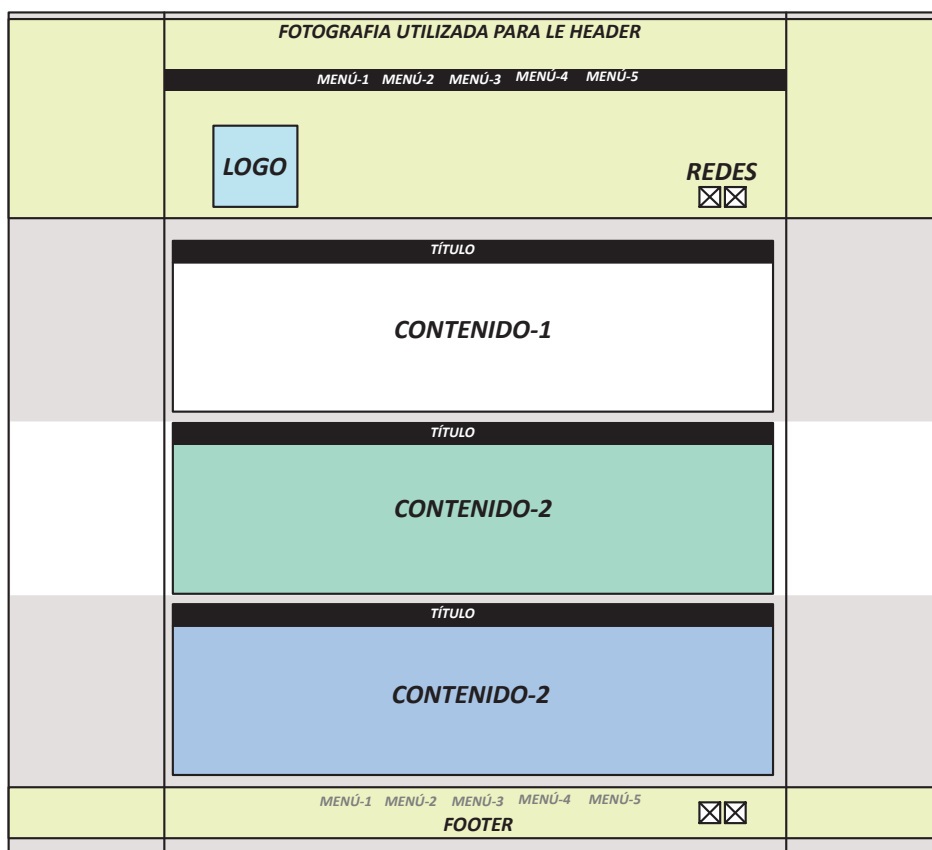 FOTOGRAFIA UTILIZADA PARA LE HEADER
MENÚ-1 MENÚ-2 MENÚ-3 MENÚ-4 MENÚ-5
LOGO
REDES
TÍTULO
CONTENIDO-1
TÍTULO
CONTENIDO-2
TÍTULO
CONTENIDO-2
MENÚ-1 MENÚ-2 MENÚ-3 MENÚ-4 MENÚ-5
FOOTER